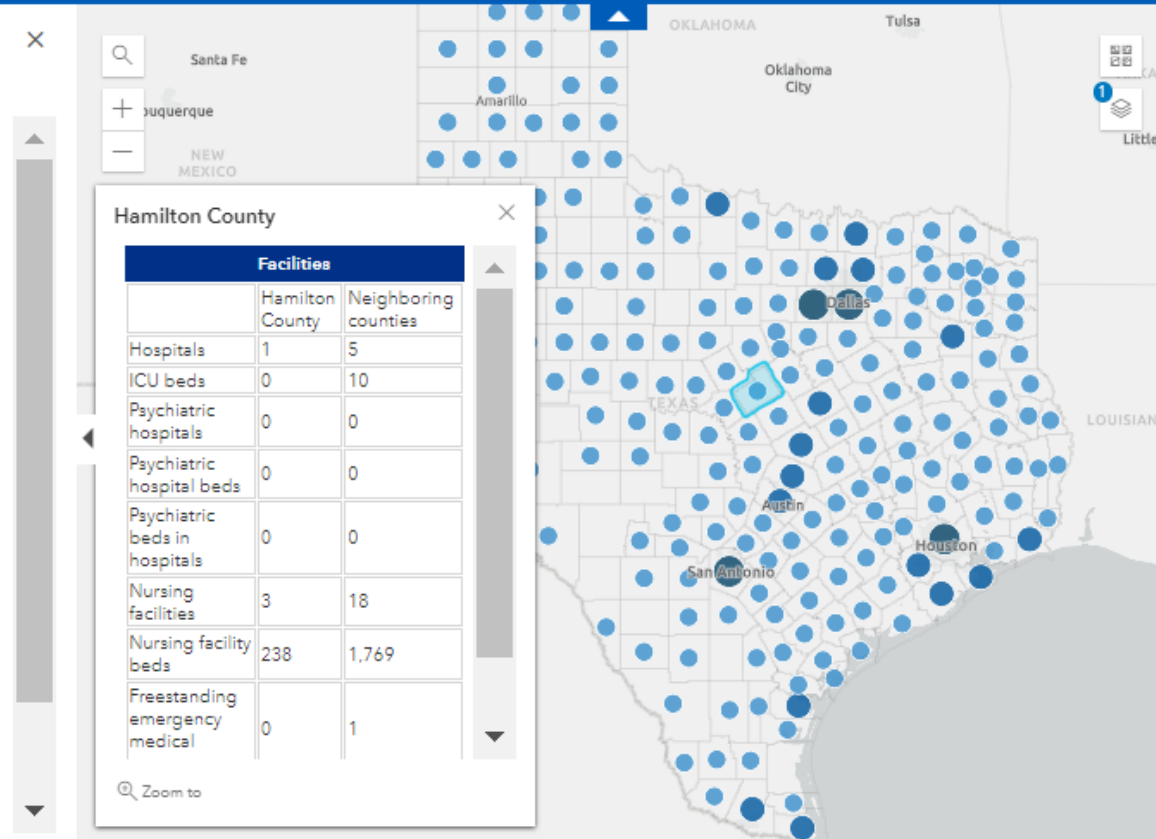 OKLAHOMA
Tulsa
Santa Fe
Oklahoma
City
Amarillo
buquerque
1
Little
NEW
MEXICO
Hamilton County
Facilities
Hamilton County Neighboring counties
Hospitals 1 5
ICU beds 0 10
Psychiatric hospitals 0 0
Psychiatric hospital beds 0 0
Psychiatric beds in hospitals 0 0
Nursing facilities 3 18
Nursing facility beds 238 1,769
Freestanding emergency medical 0 1
Zoom to
Dallas
TEXAS
LOUISIAN
Austin
Houston
San Antonio